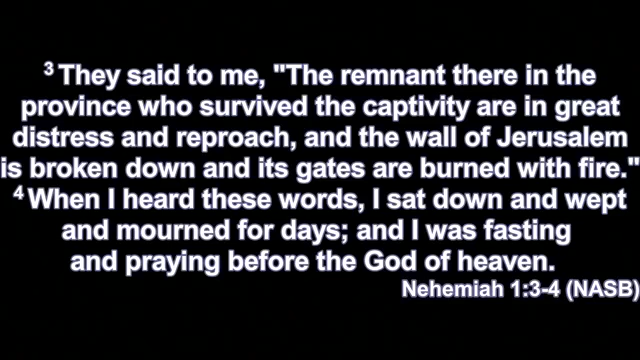 ³ They said to me, "The remnant there in the
province who survived the captivity are in great
distress and reproach, and the wall of Jerusalem
is broken down and its gates are burned with fire."
⁴ When I heard these words, I sat down and wept
and mourned for days; and I was fasting
and praying before the God of heaven.
Nehemiah 1:3-4 (NASB)